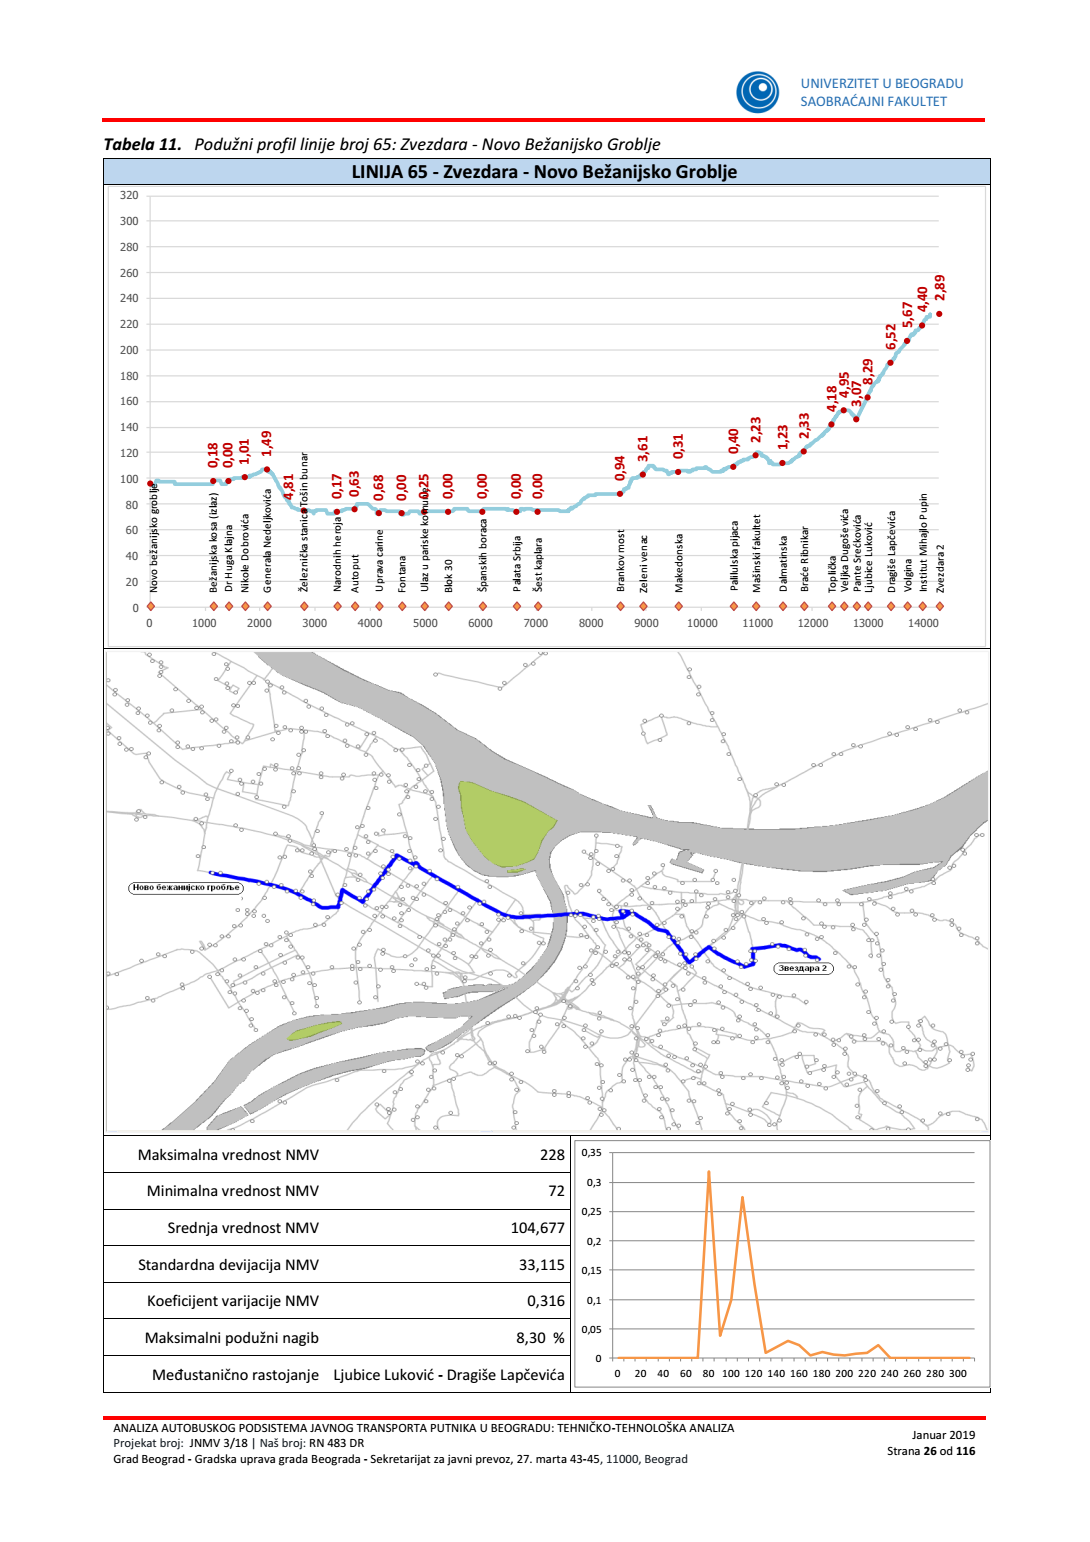 UNIVERZITET U BEOGRADU
SAOBRAĆAJNI FAKULTET
Tabela 11. Podužni profil linije broj 65: Zvezdara - Novo Bežanijsko Groblje
LINIJA 65 - Zvezdara - Novo Bežanijsko Groblje
320
300
280
260
240
220
200
180
160
140
120
100
80
60
40
20
0
0,18
0,00
1,01
1,49
4,81
0,17
0,63
0,68
0,00
0,25
0,00
0,00
0,00
0,00
0,94
3,61
0,31
0,40
2,23
1,23
2,33
4,18
4,95
3,07
8,29
6,52
5,67
4,40
2,89
Novo bežanijsko groblje
Bežanijska kosa (Izlaz)
Dr Huga Klajna
Nikole Dobrovića
Generala Nedeljkovića
Železnička stanica Tošin bunar
Narodnih heroja
Autoput
Uprava carine
Fontana
Ulaz u pariske komune
Blok 30
Španskih boraca
Palata Srbija
Šest kaplara
Brankov most
Zeleni venac
Makedonska
Palilulska pijaca
Mašinski fakultet
Dalmatinska
Braće Ribnikar
Toplička
Veljka Dugoševića
Pante Srećkovića
Ljubice Luković
Dragiše Lapčevića
Volgina
Institut Mihajlo Pupin
Zvezdara 2
0 1000 2000 3000 4000 5000 6000 7000 8000 9000 10000 11000 12000 13000 14000
Ново бежанијско гробље
Звездара 2
Maksimalna vrednost NMV 228
Minimalna vrednost NMV 72
Srednja vrednost NMV 104,677
Standardna devijacija NMV 33,115
Koeficijent varijacije NMV 0,316
Maksimalni podužni nagib 8,30 %
Međustanično rastojanje Ljubice Luković - Dragiše Lapčevića
0,35
0,3
0,25
0,2
0,15
0,1
0,05
0
0 20 40 60 80 100 120 140 160 180 200 220 240 260 280 300
ANALIZA AUTOBUSKOG PODSISTEMA JAVNOG TRANSPORTA PUTNIKA U BEOGRADU: TEHNIČKO-TEHNOLOŠKA ANALIZA
Projekat broj: JNMV 3/18 | Naš broj: RN 483 DR
Grad Beograd - Gradska uprava grada Beograda - Sekretarijat za javni prevoz, 27. marta 43-45, 11000, Beograd
Januar 2019
Strana 26 od 116